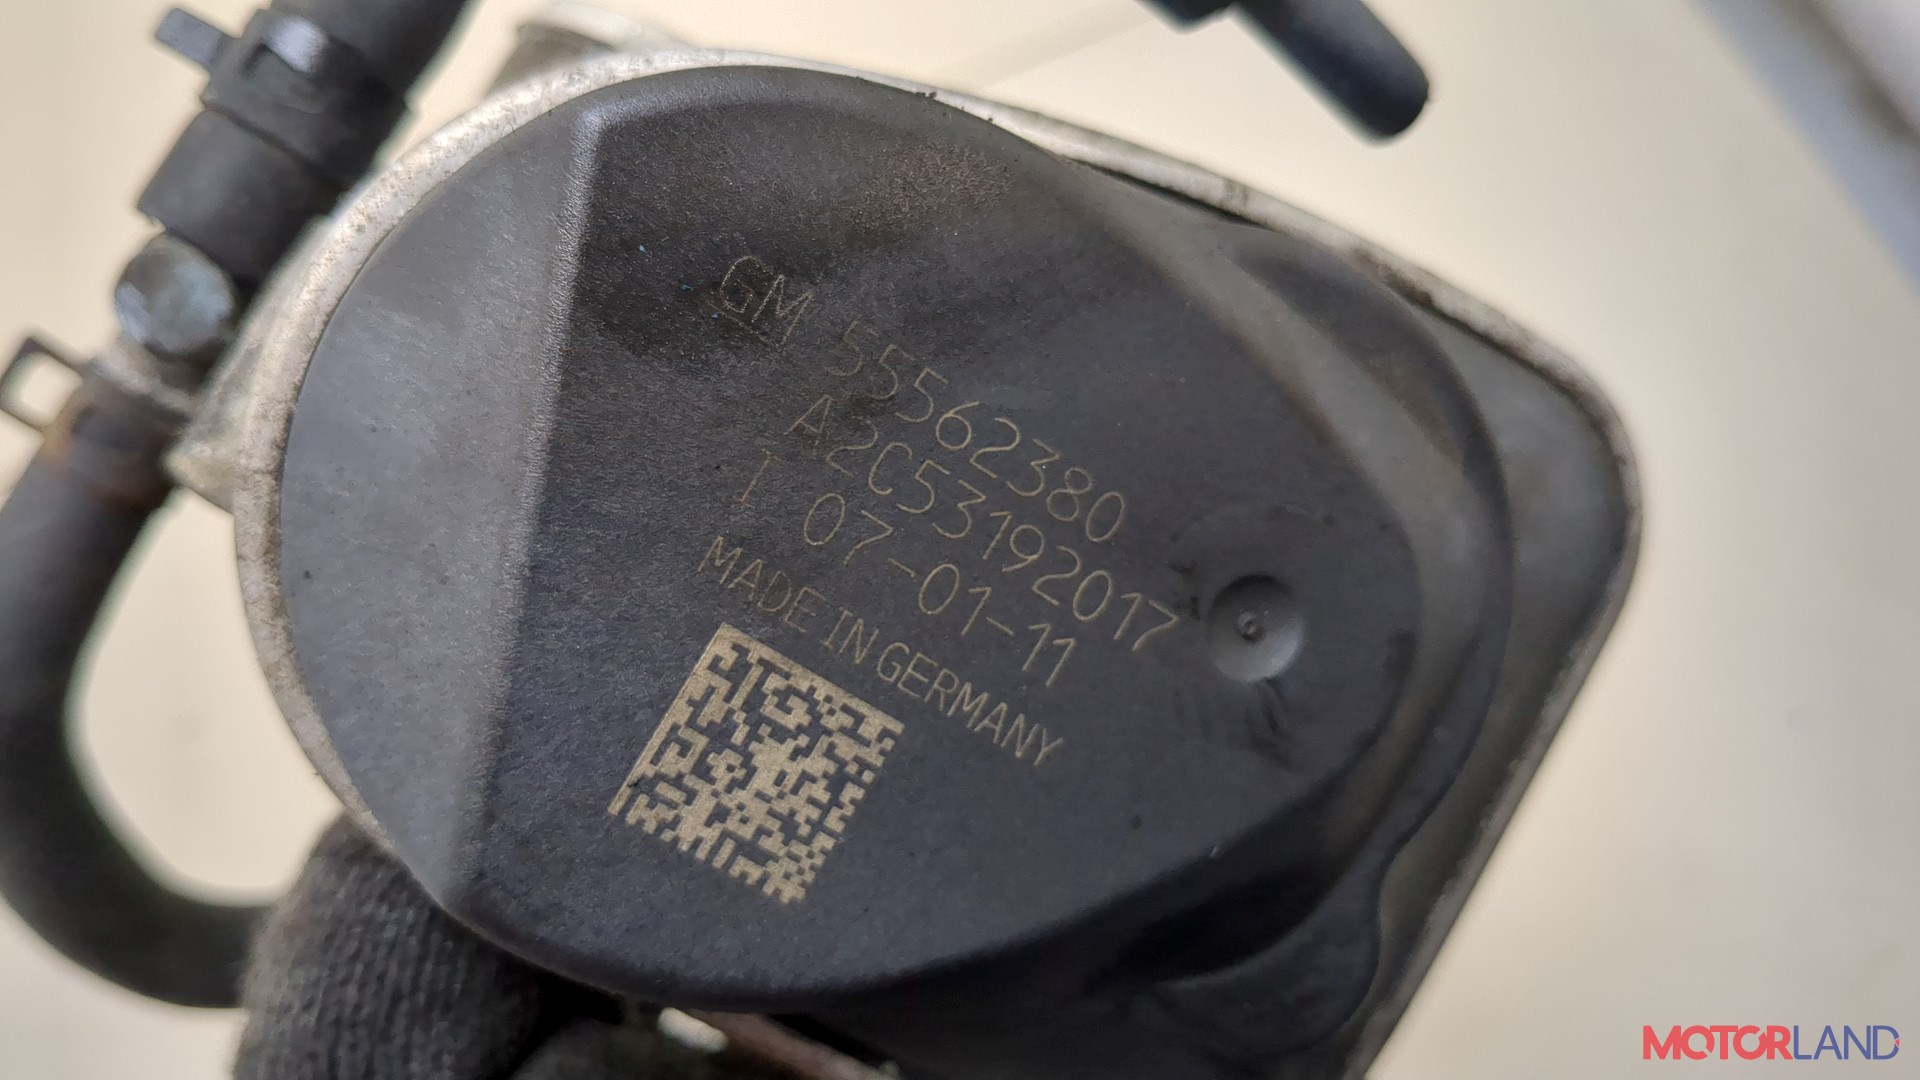 GM 55562380
A2C53192017
I 07-01-11
MADE IN GERMANY
MOTORLAND